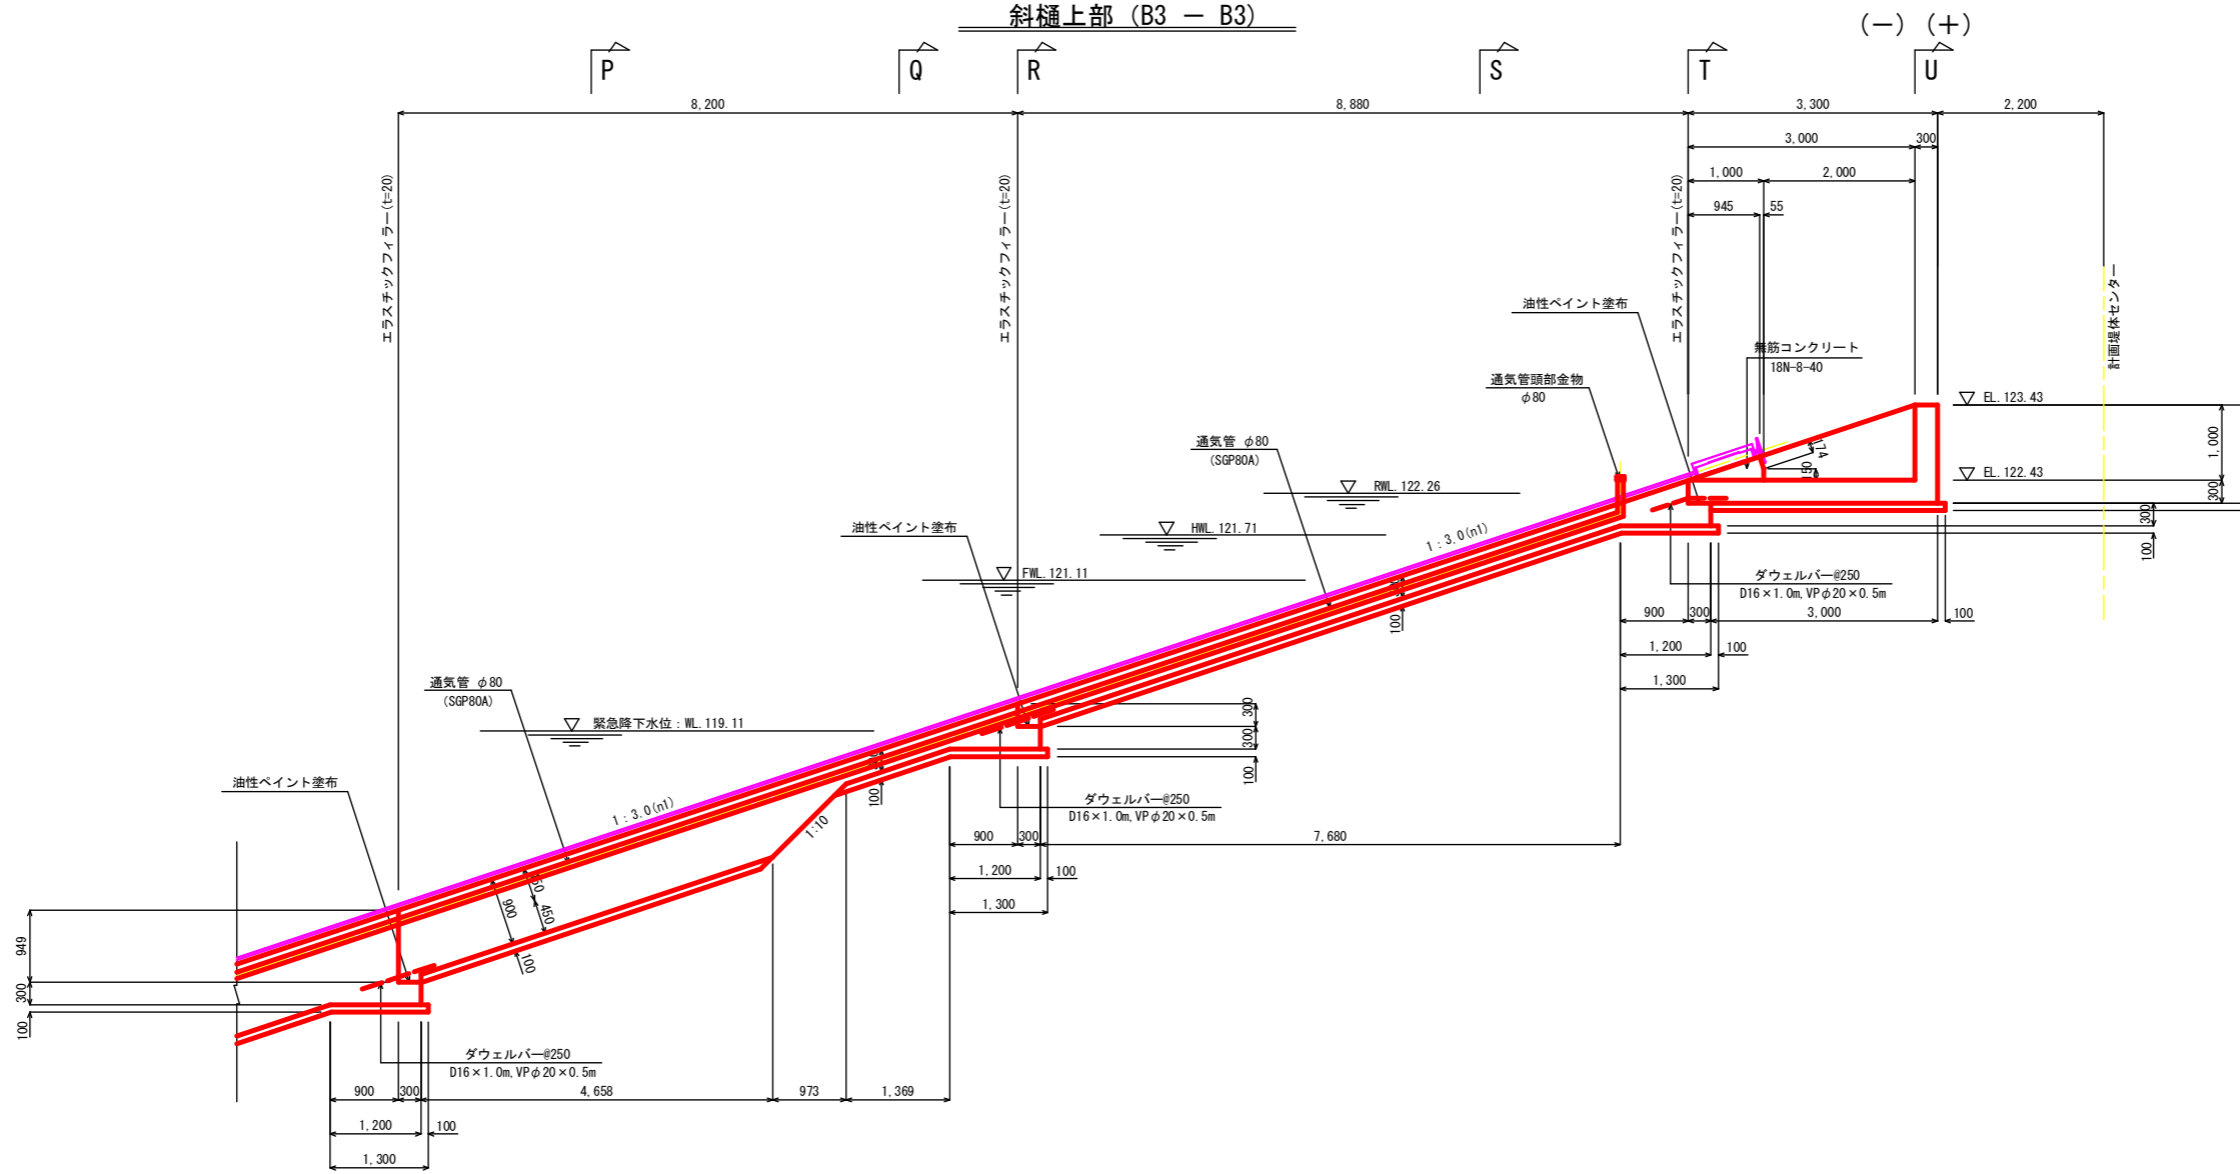 斜樋上部 (B3 － B3)
(－) (＋)
P
Q
R
S
T
U
8,200
8,880
3,300
2,200
3,000
300
1,000
2,000
945
55
エラスチックフィラー(t=20)
エラスチックフィラー(t=20)
エラスチックフィラー(t=20)
計画堤体センター
油性ペイント塗布
無筋コンクリート
18N-8-40
通気管頭部金物
φ80
EL.123.43
1,000
174
150
通気管 φ80
(SGP80A)
EL.122.43
300
RWL.122.26
HWL.121.71
1：3.0(n1)
300
100
油性ペイント塗布
FWL.121.11
ダウェルバー@250
D16×1.0m,VPφ20×0.5m
100
900
300
3,000
100
1,200
100
1,300
通気管 φ80
(SGP80A)
緊急降下水位：WL.119.11
300
300
100
油性ペイント塗布
1：3.0(n1)
100
1:10
ダウェルバー@250
D16×1.0m,VPφ20×0.5m
900
300
7,680
1,200
100
1,300
900
450
100
949
300
100
ダウェルバー@250
D16×1.0m,VPφ20×0.5m
900
300
4,658
973
1,369
1,200
100
1,300